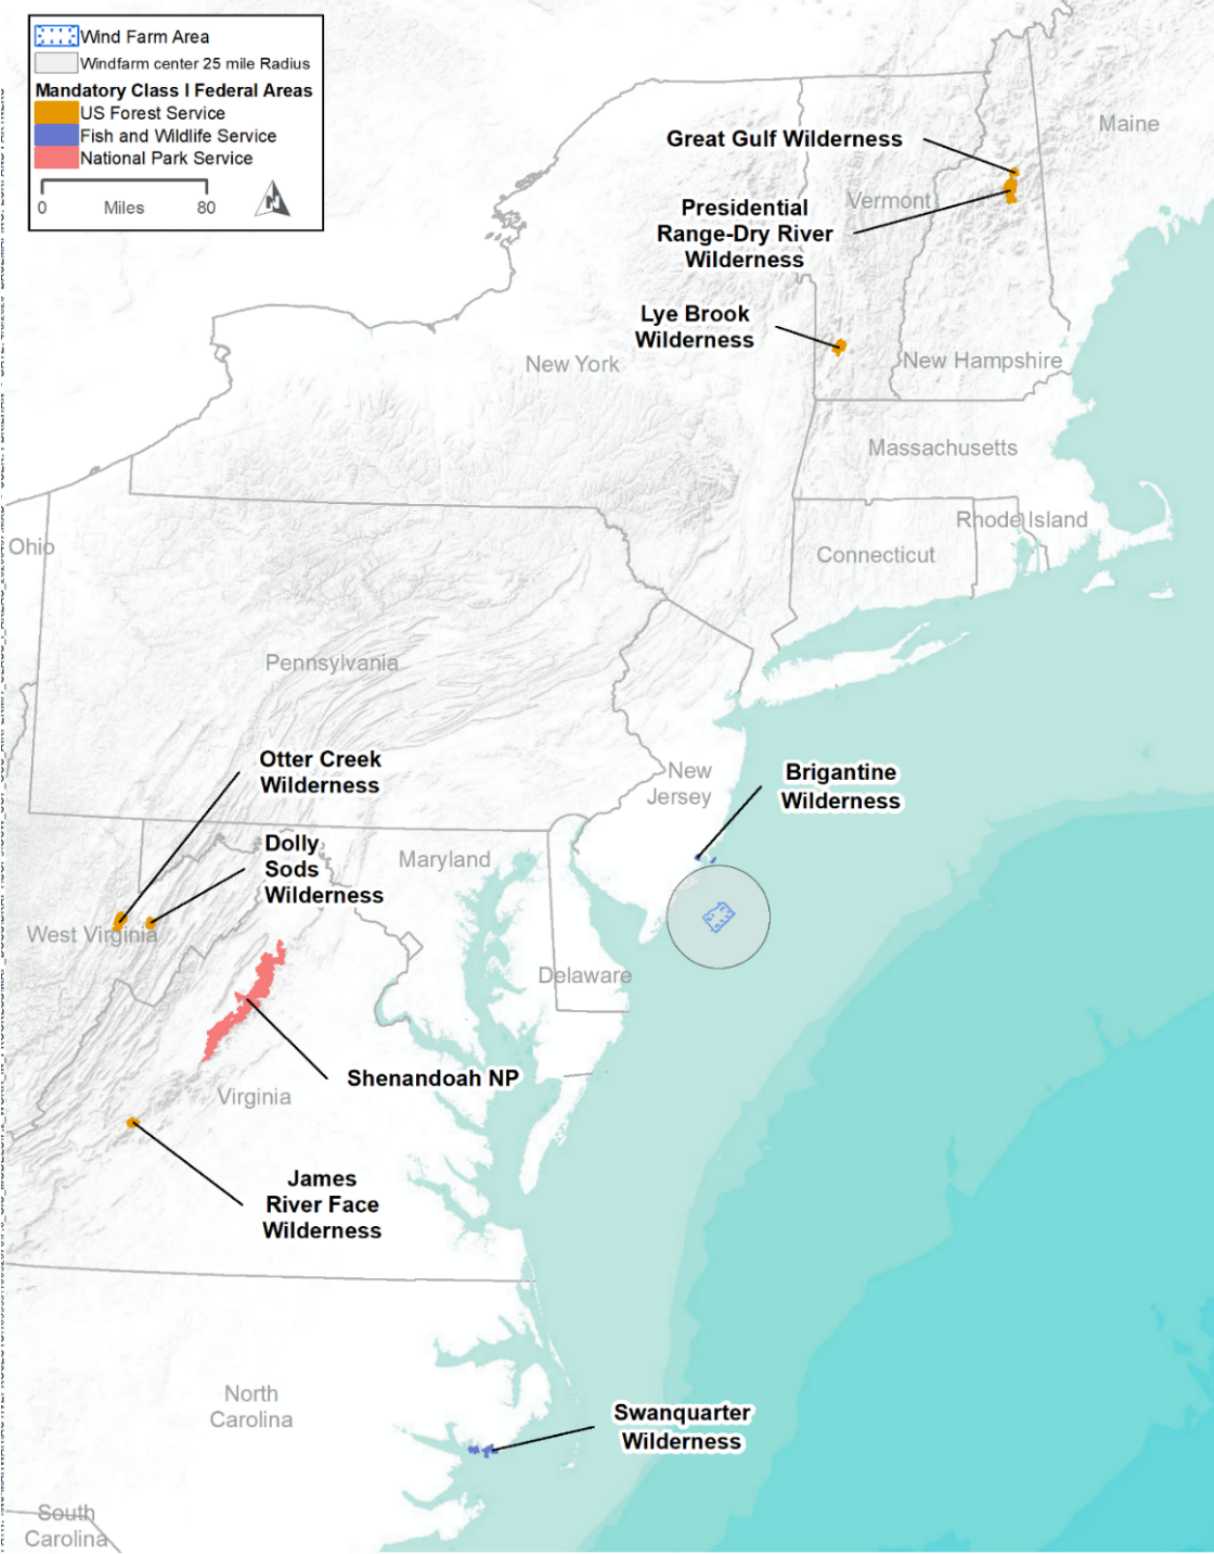 Wind Farm Area
Windfarm center 25 mile Radius
Mandatory Class I Federal Areas
US Forest Service
Fish and Wildlife Service
National Park Service
0 Miles 80
N
Great Gulf Wilderness
Maine
Presidential
Range-Dry River
Wilderness
Vermont
Lye Brook
Wilderness
New York
New Hampshire
Massachusetts
Rhode Island
Connecticut
Ohio
Pennsylvania
Otter Creek
Wilderness
New
Jersey
Brigantine
Wilderness
Dolly
Sods
Wilderness
Maryland
West Virginia
Delaware
Shenandoah NP
Virginia
James
River Face
Wilderness
North
Carolina
Swanquarter
Wilderness
South
Carolina